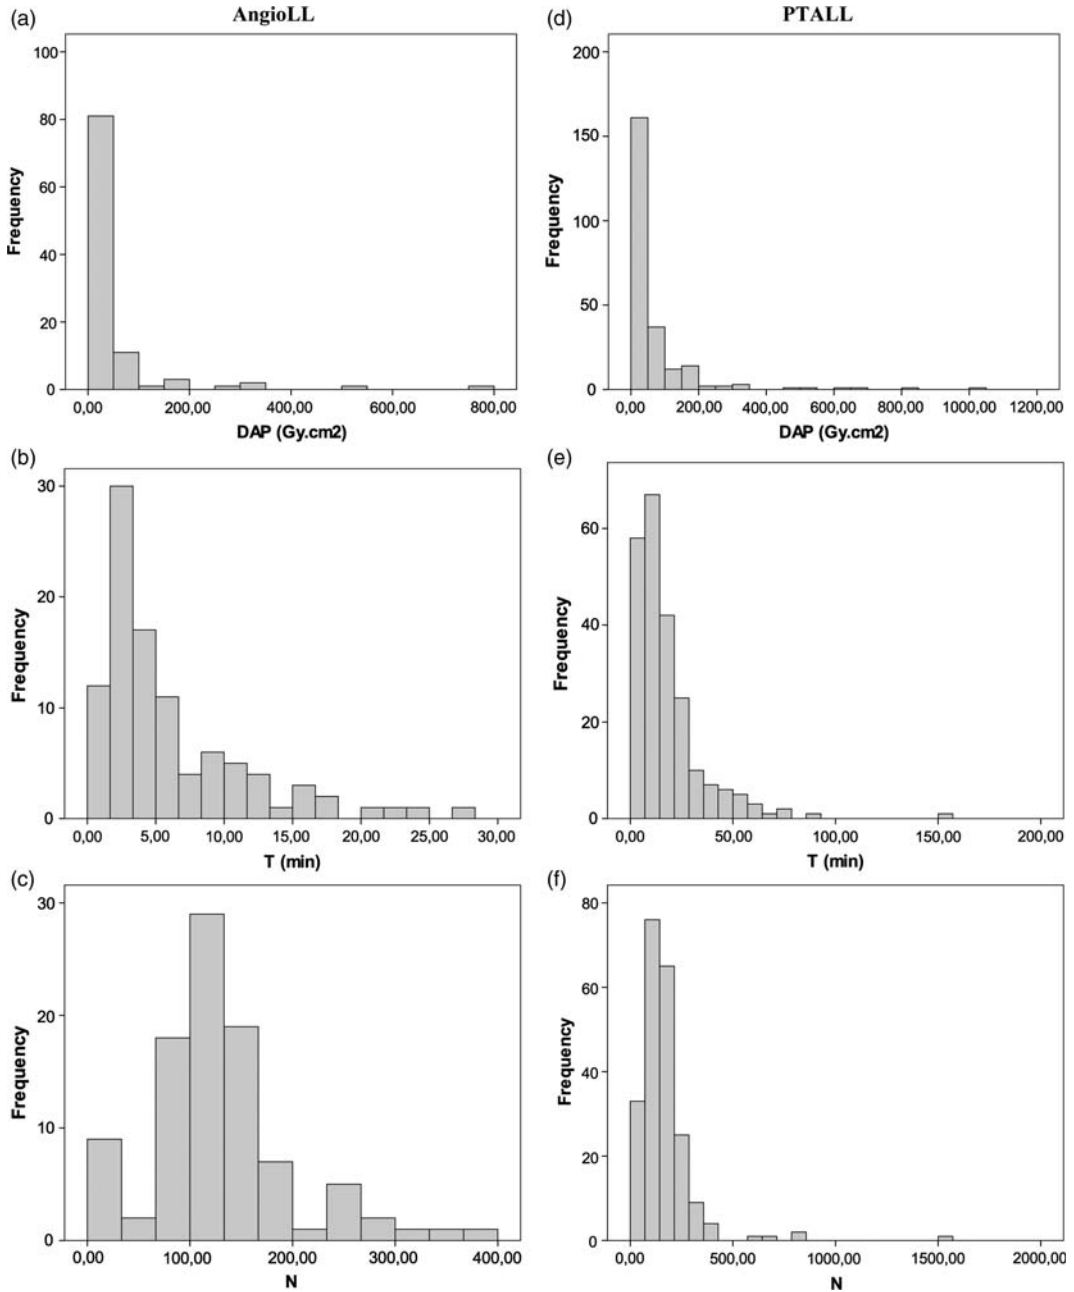 (a) AngioLL
100
80
60
40
20
0
Frequency
0,00 200,00 400,00 600,00 800,00
DAP (Gy.cm2)
(d) PTALL
200
150
100
50
0
Frequency
0,00 200,00 400,00 600,00 800,00 1000,00 1200,00
DAP (Gy.cm2)
(b)
30
20
10
0
Frequency
0,00 5,00 10,00 15,00 20,00 25,00 30,00
T (min)
(e)
60
40
20
0
Frequency
0,00 50,00 100,00 150,00 200,00
T (min)
(c)
30
20
10
0
Frequency
0,00 100,00 200,00 300,00 400,00
N
(f)
80
60
40
20
0
Frequency
0,00 500,00 1000,00 1500,00 2000,00
N